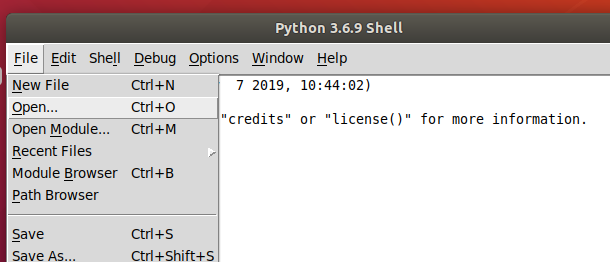 Python 3.6.9 Shell
File Edit Shell Debug Options Window Help
New File Ctrl+N
Open... Ctrl+O
Open Module... Ctrl+M
Recent Files
Module Browser Ctrl+B
Path Browser
Save Ctrl+S
Save As... Ctrl+Shift+S
7 2019, 10:44:02)
"credits" or "license()" for more information.